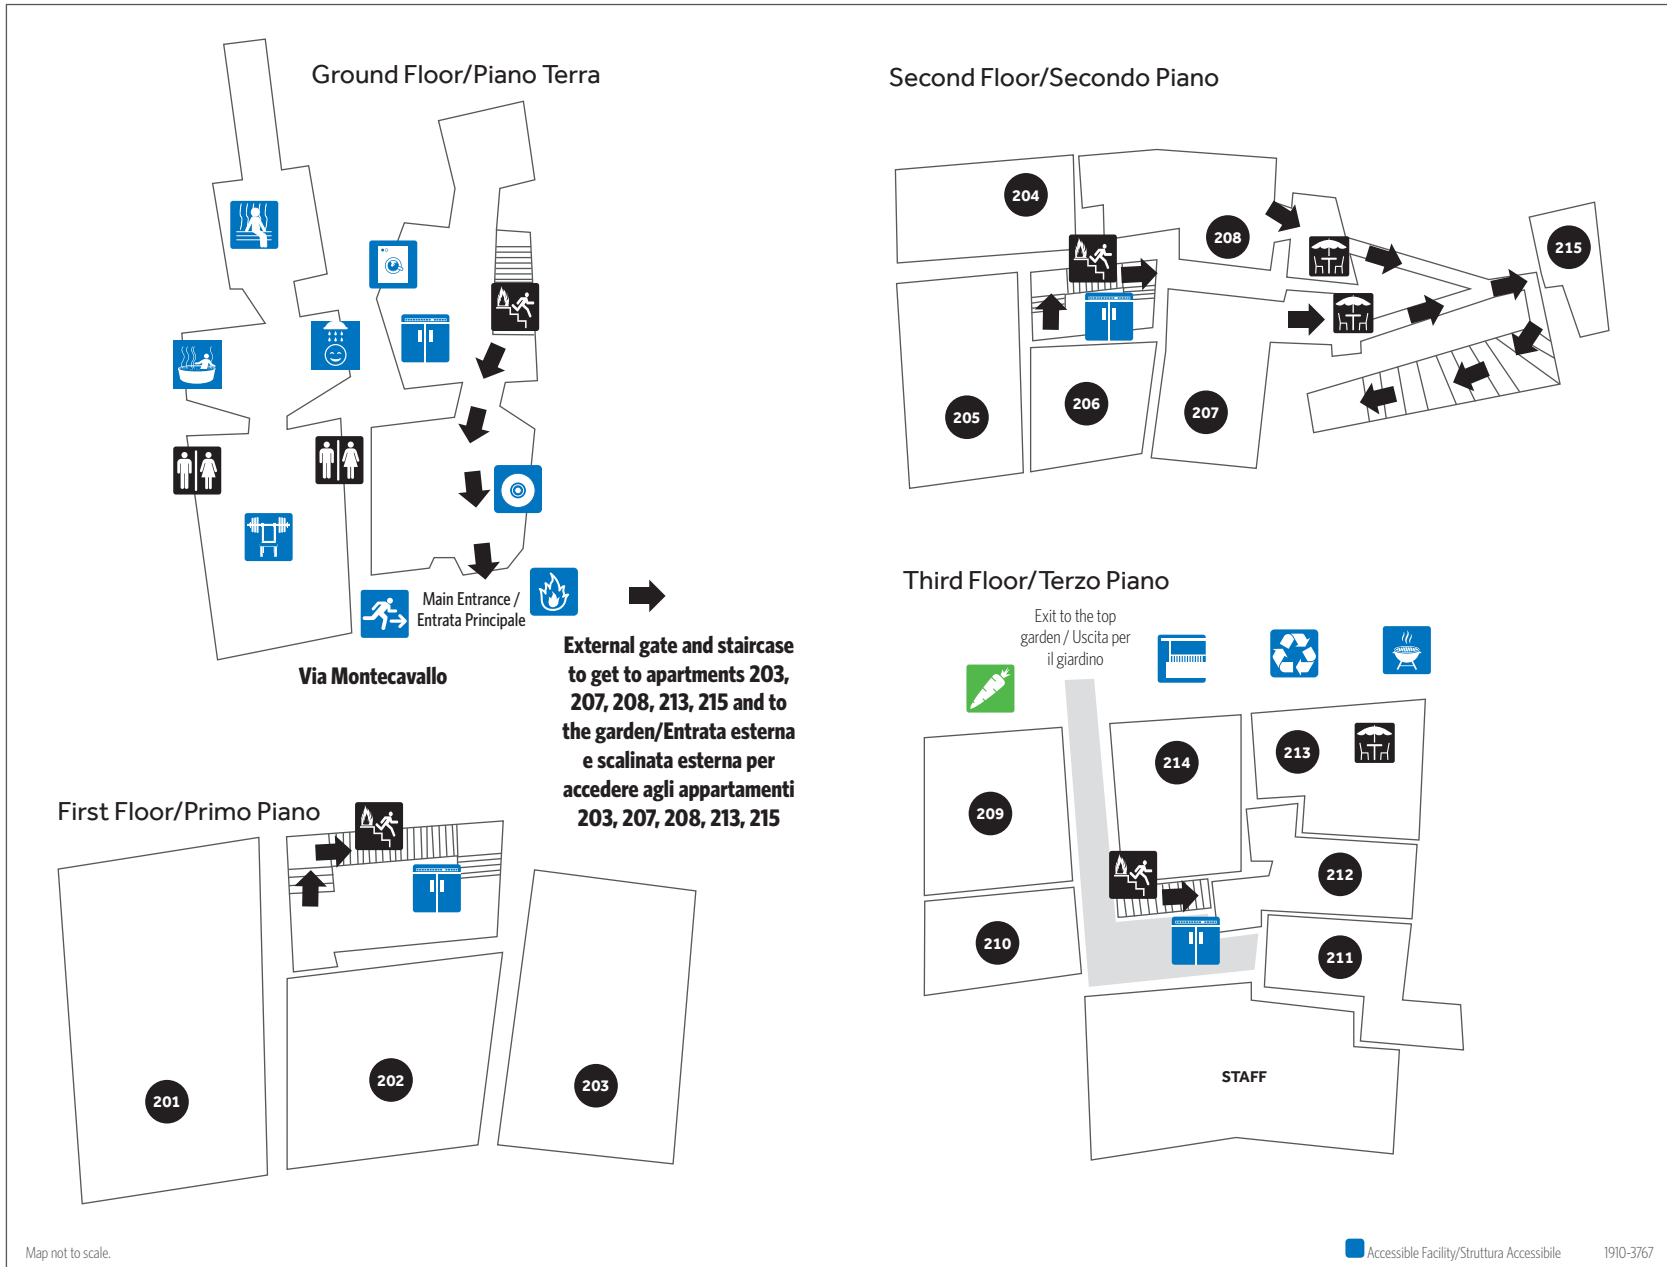 Ground Floor/Piano Terra
Main Entrance /
Entrata Principale
Via Montecavallo
External gate and staircase
to get to apartments 203,
207, 208, 213, 215 and to
the garden/Entrata esterna
e scalinata esterna per
accedere agli appartamenti
203, 207, 208, 213, 215
First Floor/Primo Piano
201
202
203
Second Floor/Secondo Piano
204
208
215
205
206
207
Third Floor/Terzo Piano
Exit to the top
garden / Uscita per
il giardino
214
213
209
212
210
211
STAFF
Map not to scale.
Accessible Facility/Struttura Accessibile
1910-3767